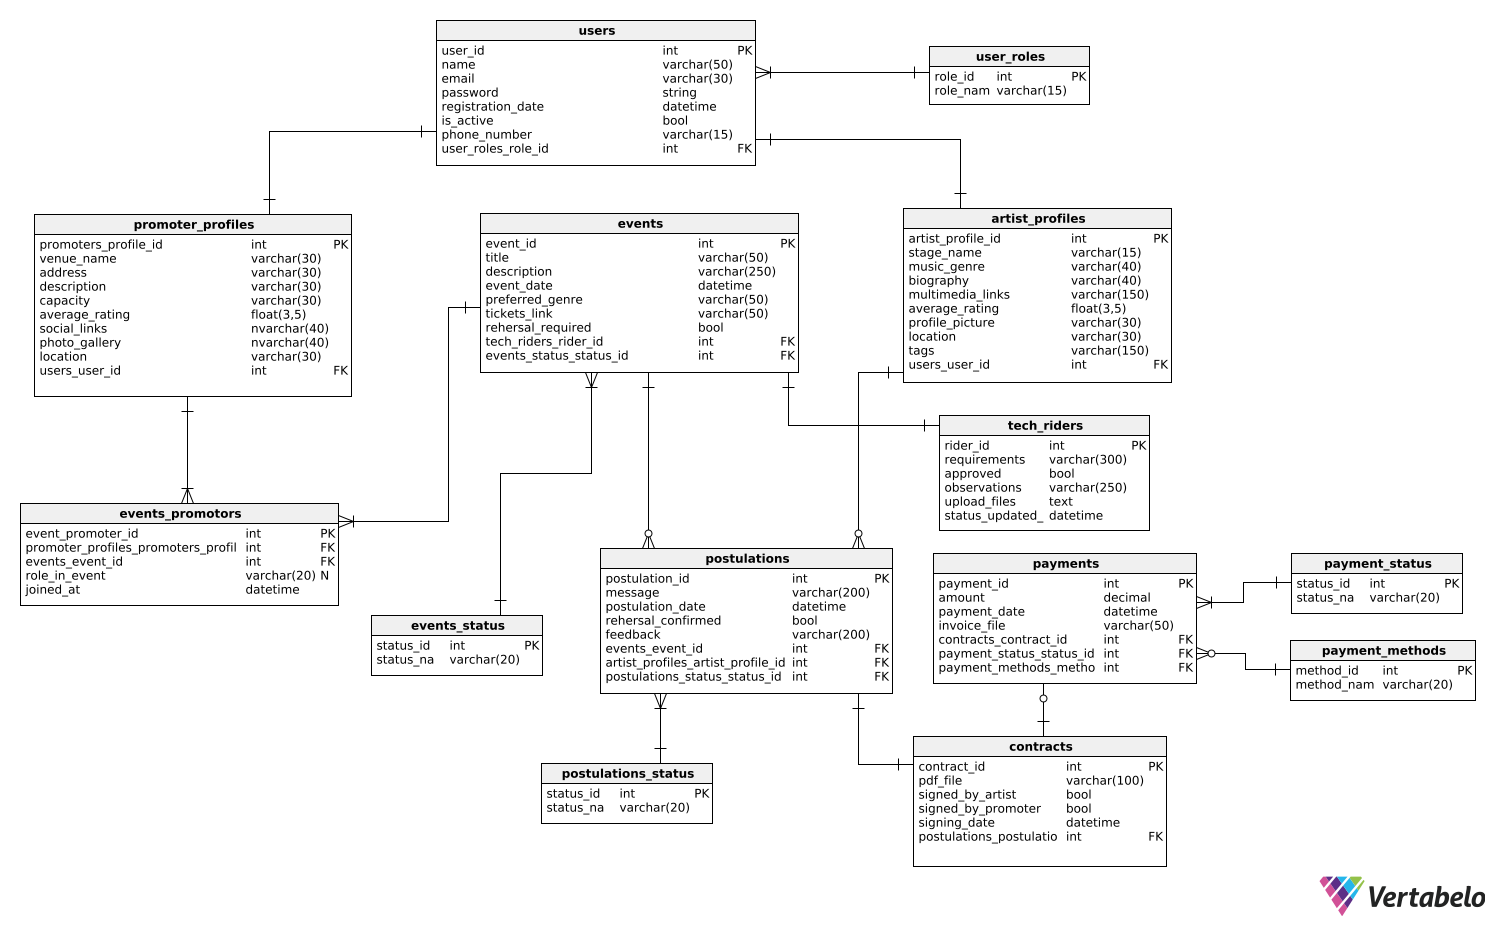 users
user_id int PK
name varchar(50)
email varchar(30)
password string
registration_date datetime
is_active bool
phone_number varchar(15)
user_roles_role_id int FK
user_roles
role_id int PK
role_nam varchar(15)
promoter_profiles
promoters_profile_id int PK
venue_name varchar(30)
address varchar(30)
description varchar(30)
capacity varchar(30)
average_rating float(3,5)
social_links nvarchar(40)
photo_gallery nvarchar(40)
location varchar(30)
users_user_id int FK
events
event_id int PK
title varchar(50)
description varchar(250)
event_date datetime
preferred_genre varchar(50)
tickets_link varchar(50)
rehersal_required bool
tech_riders_rider_id int FK
events_status_status_id int FK
artist_profiles
artist_profile_id int PK
stage_name varchar(15)
music_genre varchar(40)
biography varchar(40)
multimedia_links varchar(150)
average_rating float(3,5)
profile_picture varchar(30)
location varchar(30)
tags varchar(150)
users_user_id int FK
tech_riders
rider_id int PK
requirements varchar(300)
approved bool
observations varchar(250)
upload_files text
status_updated_ datetime
events_promotors
event_promoter_id int PK
promoter_profiles_promoters_profil int FK
events_event_id int FK
role_in_event varchar(20) N
joined_at datetime
events_status
status_id int PK
status_na varchar(20)
postulations
postulation_id int PK
message varchar(200)
postulation_date datetime
rehersal_confirmed bool
feedback varchar(200)
events_event_id int FK
artist_profiles_artist_profile_id int FK
postulations_status_status_id int FK
payments
payment_id int PK
amount decimal
payment_date datetime
invoice_file varchar(50)
contracts_contract_id int FK
payment_status_status_id int FK
payment_methods_metho int FK
payment_status
status_id int PK
status_na varchar(20)
payment_methods
method_id int PK
method_nam varchar(20)
postulations_status
status_id int PK
status_na varchar(20)
contracts
contract_id int PK
pdf_file varchar(100)
signed_by_artist bool
signed_by_promoter bool
signing_date datetime
postulations_postulatio int FK
Vertabelo